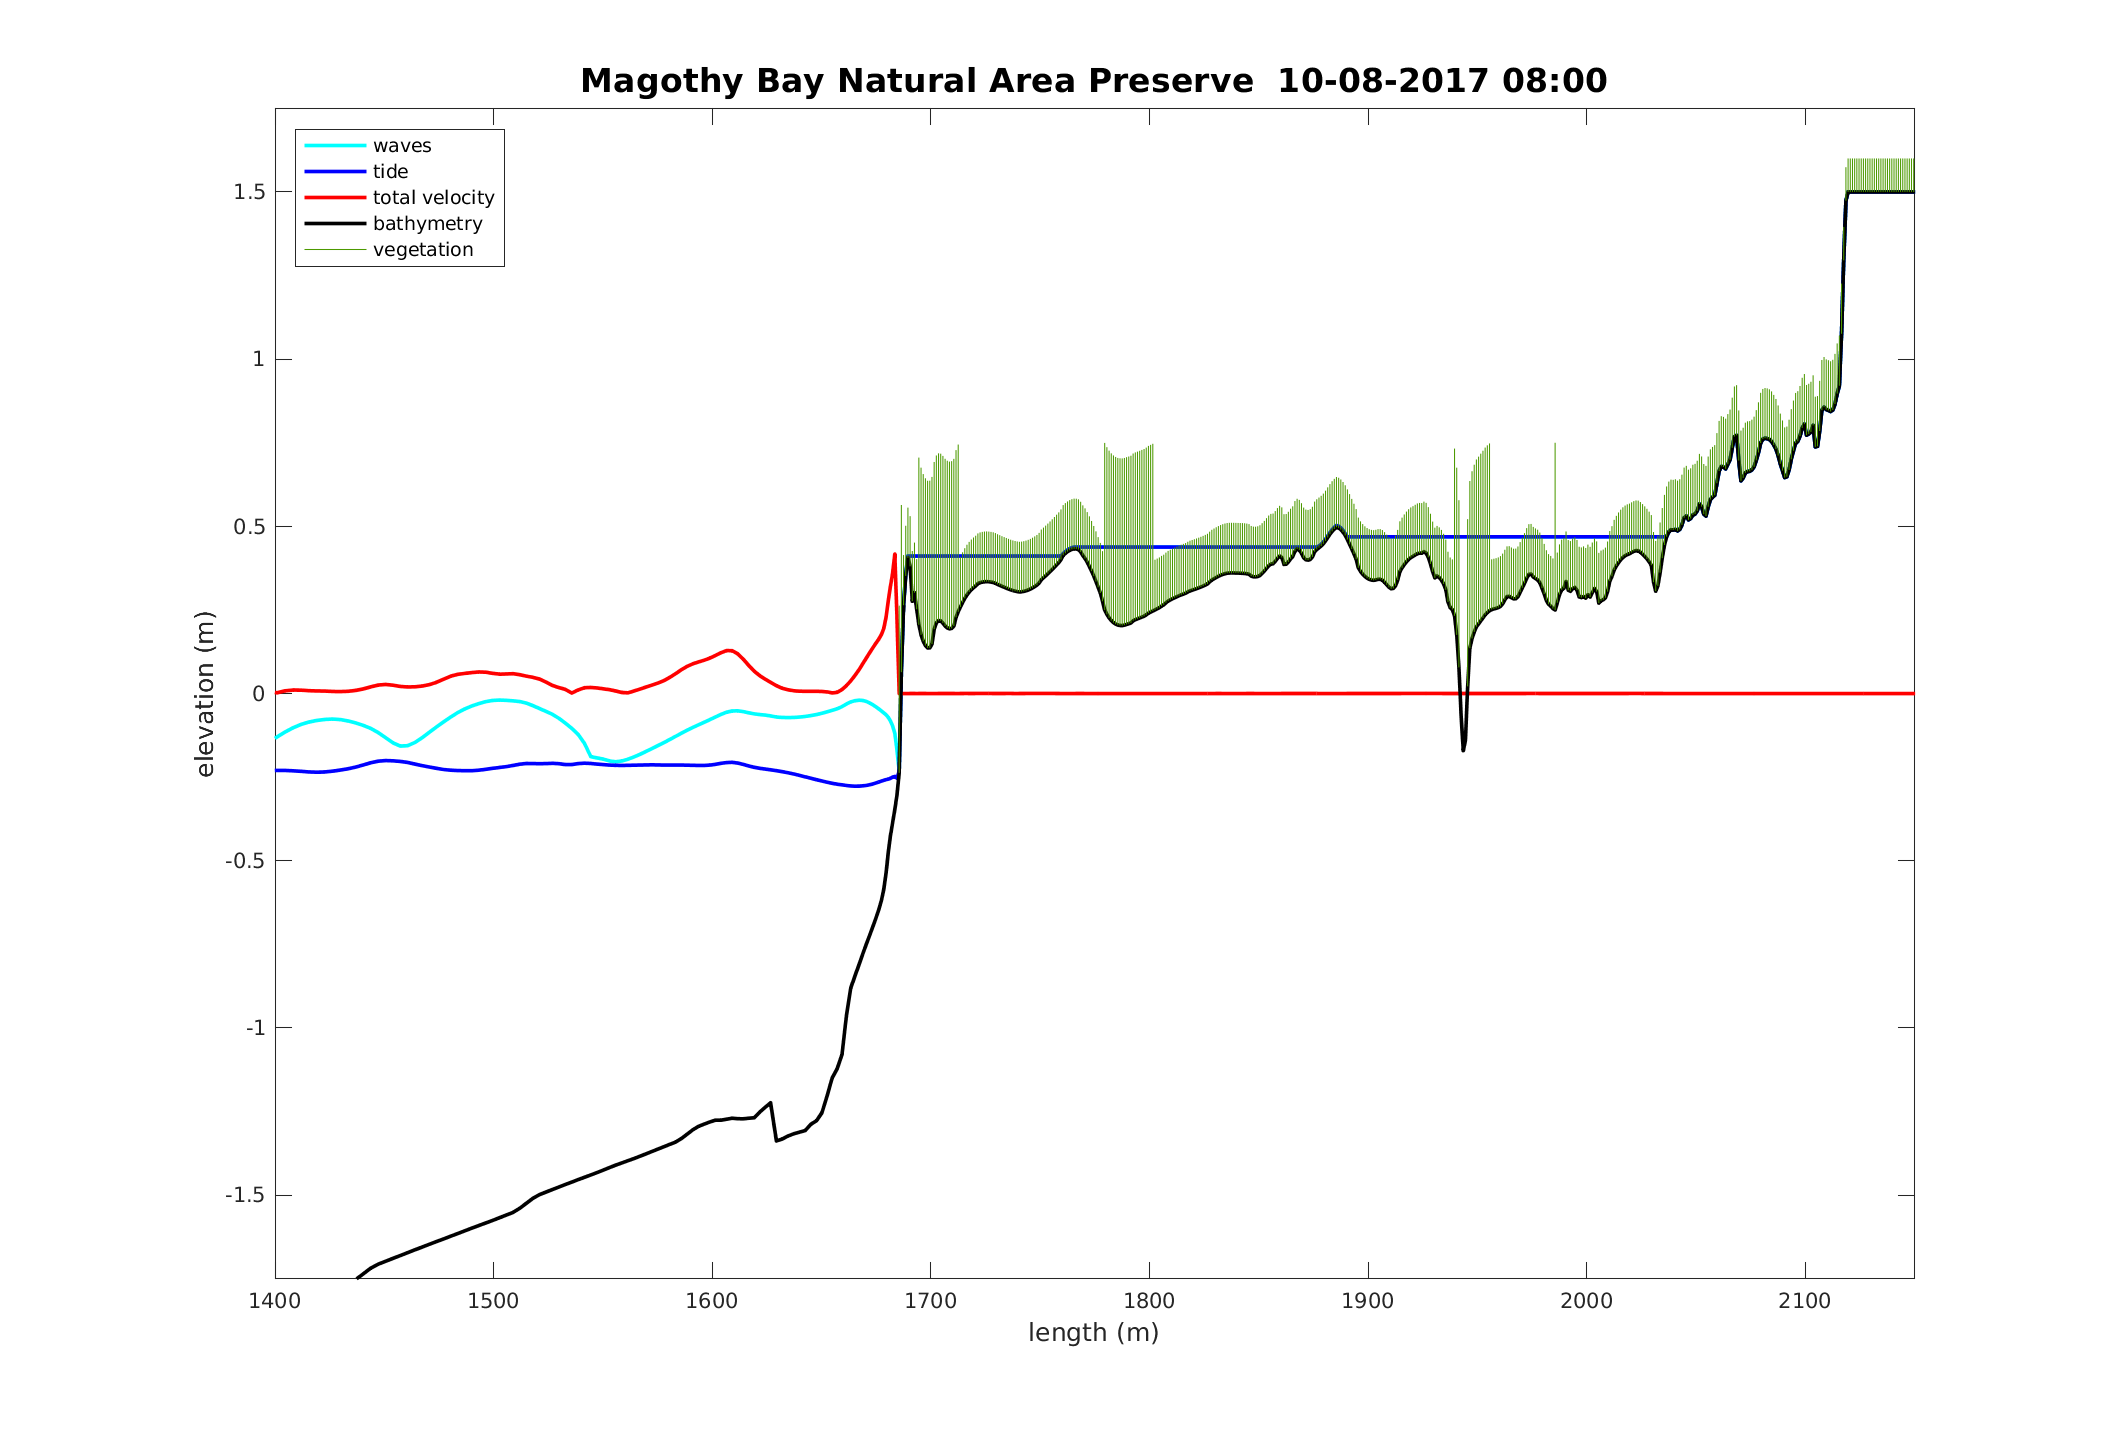 Magothy Bay Natural Area Preserve  10-08-2017 08:00
waves
tide
total velocity
bathymetry
vegetation
1.5
1
0.5
0
-0.5
-1
-1.5
elevation (m)
1400 1500 1600 1700 1800 1900 2000 2100
length (m)